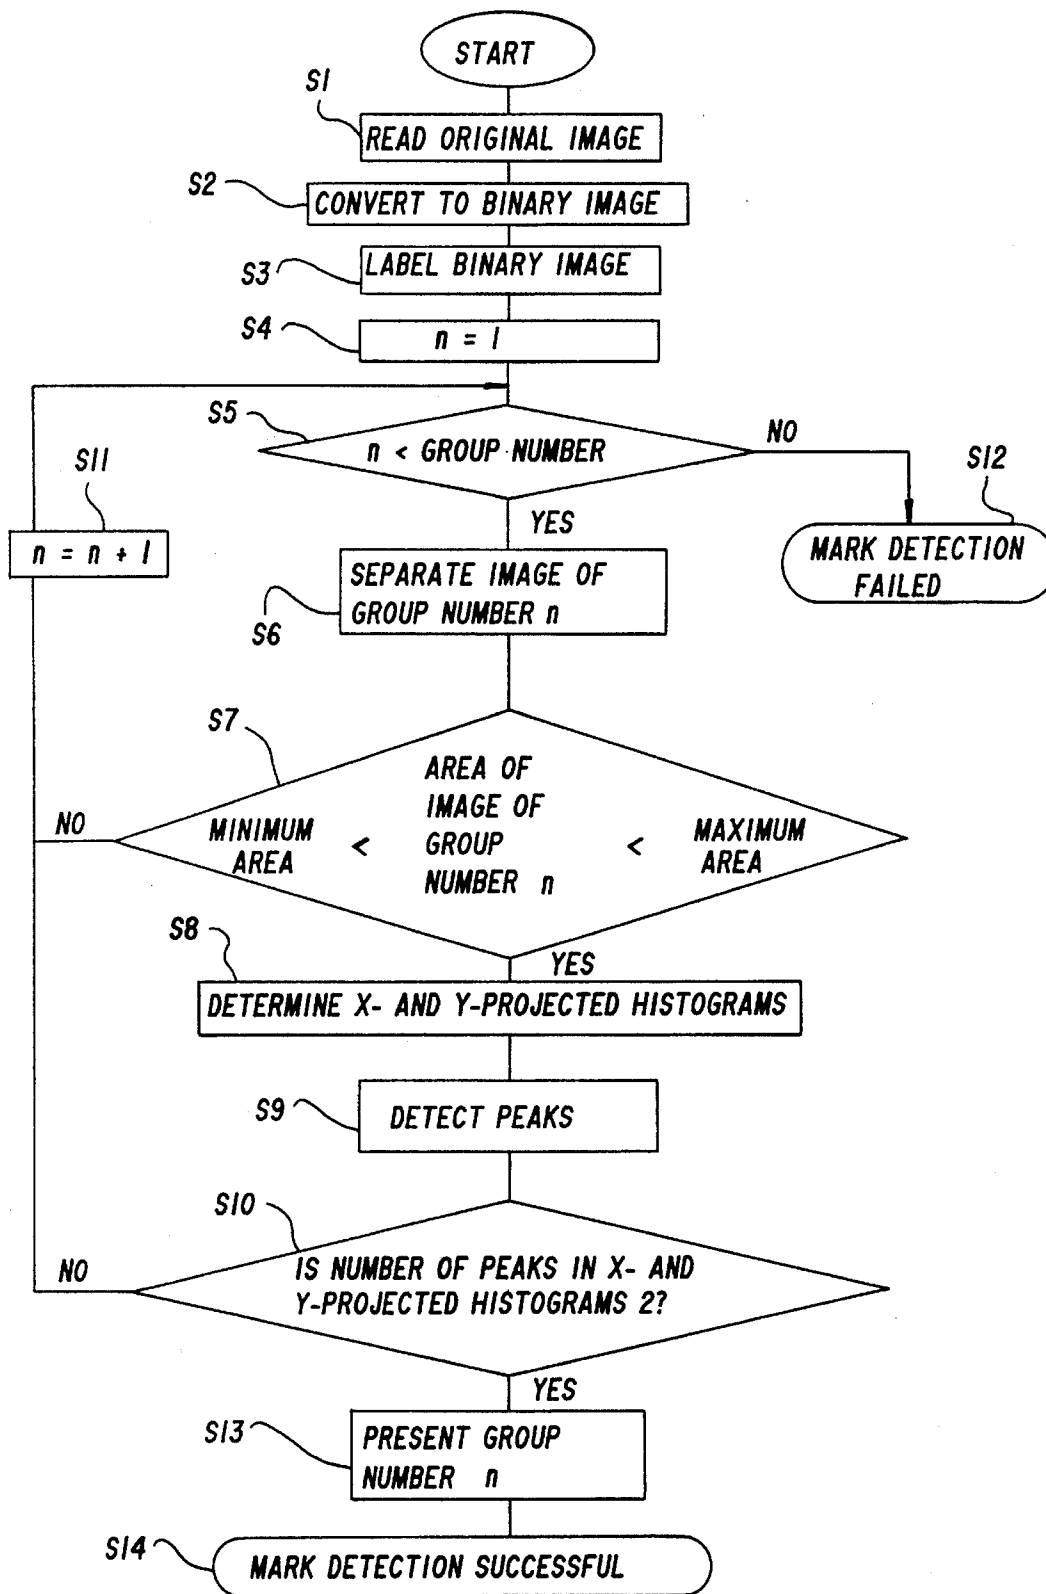 START
S1
READ ORIGINAL IMAGE
S2
CONVERT TO BINARY IMAGE
S3
LABEL BINARY IMAGE
S4
n = 1
S5
n < GROUP NUMBER
NO
S11
S12
n = n + 1
YES
MARK DETECTION
FAILED
SEPARATE IMAGE OF
GROUP NUMBER n
S6
S7
NO
MINIMUM
AREA
<
AREA OF
IMAGE OF
GROUP
NUMBER n
<
MAXIMUM
AREA
S8
YES
DETERMINE X- AND Y-PROJECTED HISTOGRAMS
S9
DETECT PEAKS
S10
NO
IS NUMBER OF PEAKS IN X- AND
Y-PROJECTED HISTOGRAMS 2?
YES
S13
PRESENT GROUP
NUMBER n
S14
MARK DETECTION SUCCESSFUL